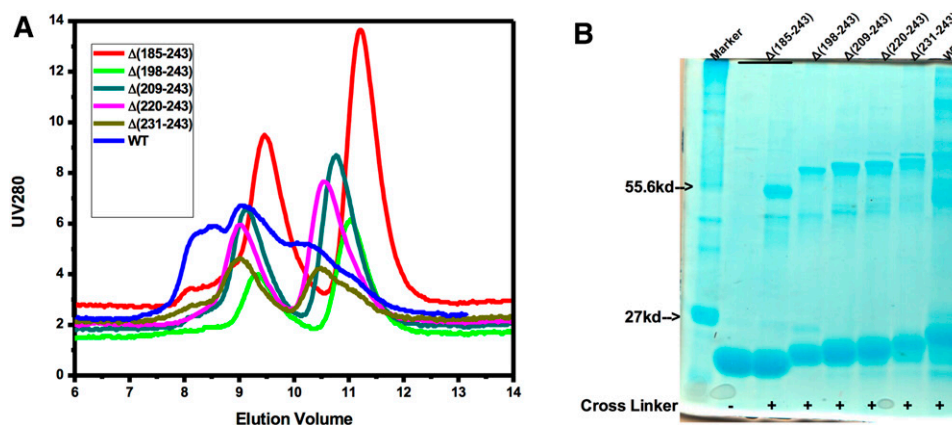 A
14
12
10
8
6
4
2
0
UV280
Δ(185-243)
Δ(198-243)
Δ(209-243)
Δ(220-243)
Δ(231-243)
WT
6 7 8 9 10 11 12 13 14
Elution Volume
B
Marker
Δ(185-243)
Δ(198-243)
Δ(209-243)
Δ(220-243)
Δ(231-243)
55.6kd-->
27kd-->
Cross Linker - + + + + + +